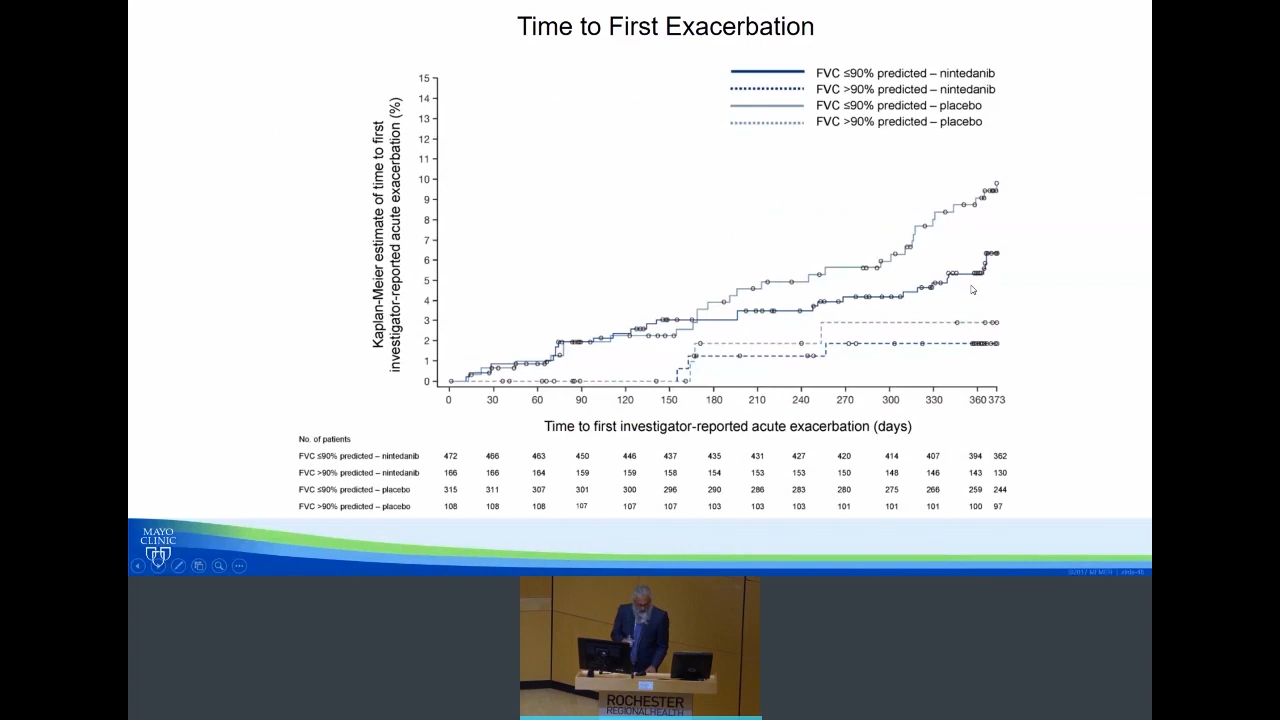 Time to First Exacerbation
FVC ≤90% predicted – nintedanib
FVC >90% predicted – nintedanib
FVC ≤90% predicted – placebo
FVC >90% predicted – placebo
Kaplan-Meier estimate of time to first
investigator-reported acute exacerbation (%)
15
14
13
12
11
10
9
8
7
6
5
4
3
2
1
0
0 30 60 90 120 150 180 210 240 270 300 330 360 373
Time to first investigator-reported acute exacerbation (days)
No. of patients
FVC ≤90% predicted – nintedanib 472 466 463 450 446 437 435 431 427 420 414 407 394 362
FVC >90% predicted – nintedanib 166 166 164 159 159 158 154 153 153 150 148 146 143 130
FVC ≤90% predicted – placebo 315 311 307 301 300 296 290 286 283 280 275 266 259 244
FVC >90% predicted – placebo 108 108 108 107 107 107 103 103 103 101 101 101 100 97
MAYO
CLINIC
©2017 MFMER | slide-48
ROCHESTER
REGIONAL HEALTH